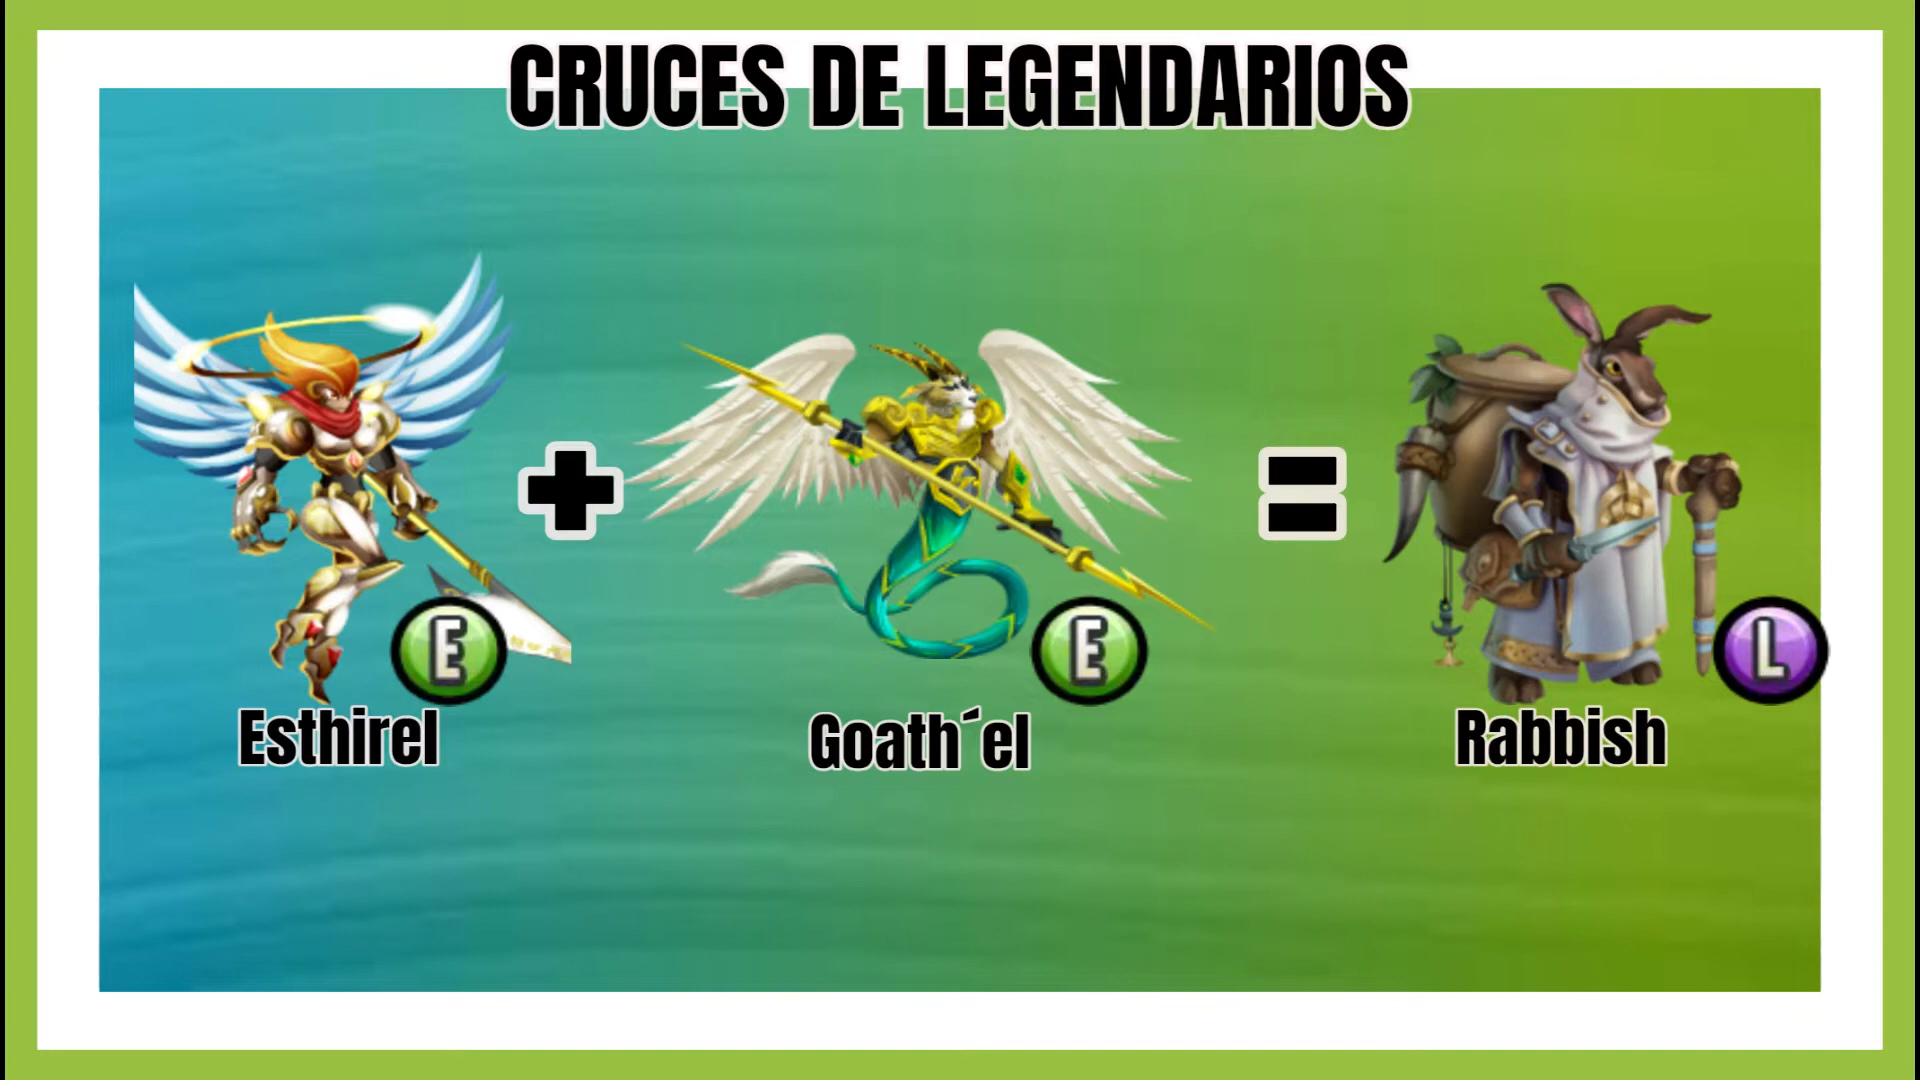 CRUCES DE LEGENDARIOS
+ =
E E L
Esthirel Goath´el Rabbish